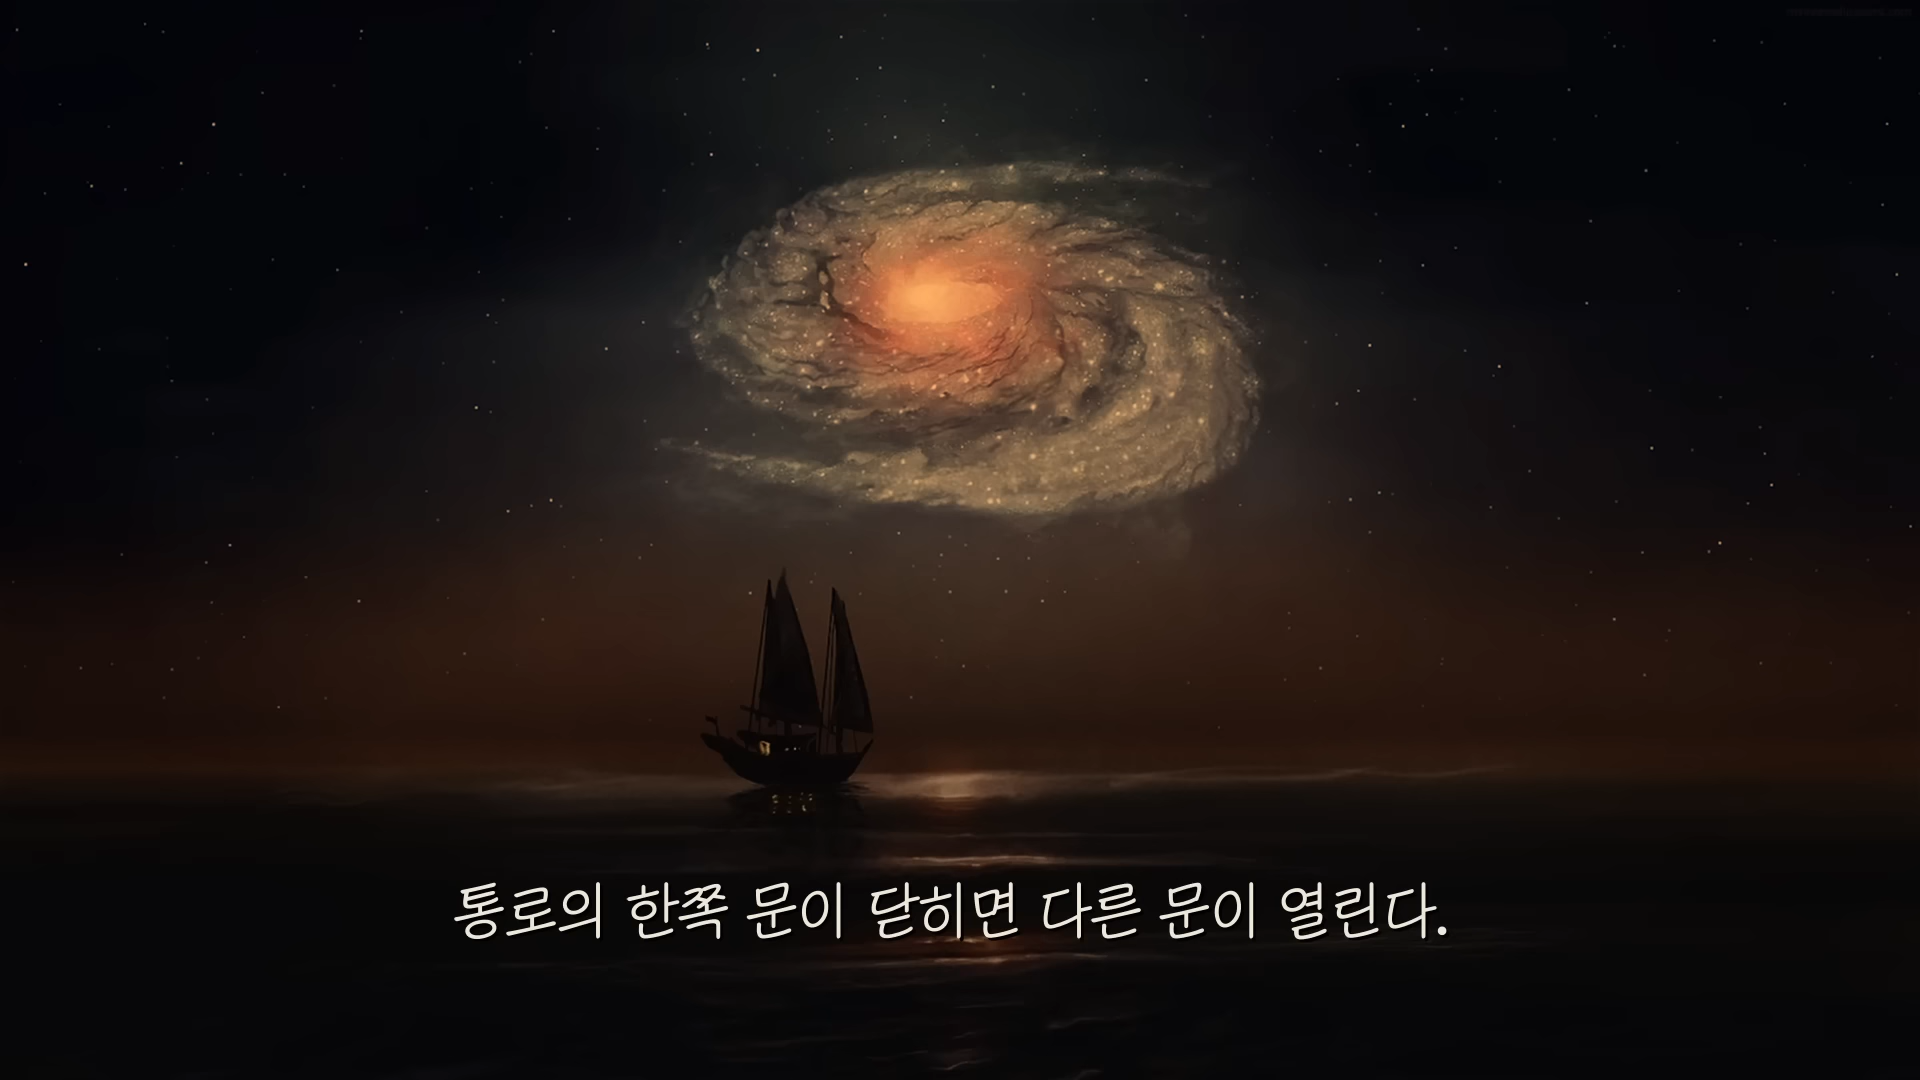 통로의 한쪽 문이 닫히면 다른 문이 열린다.